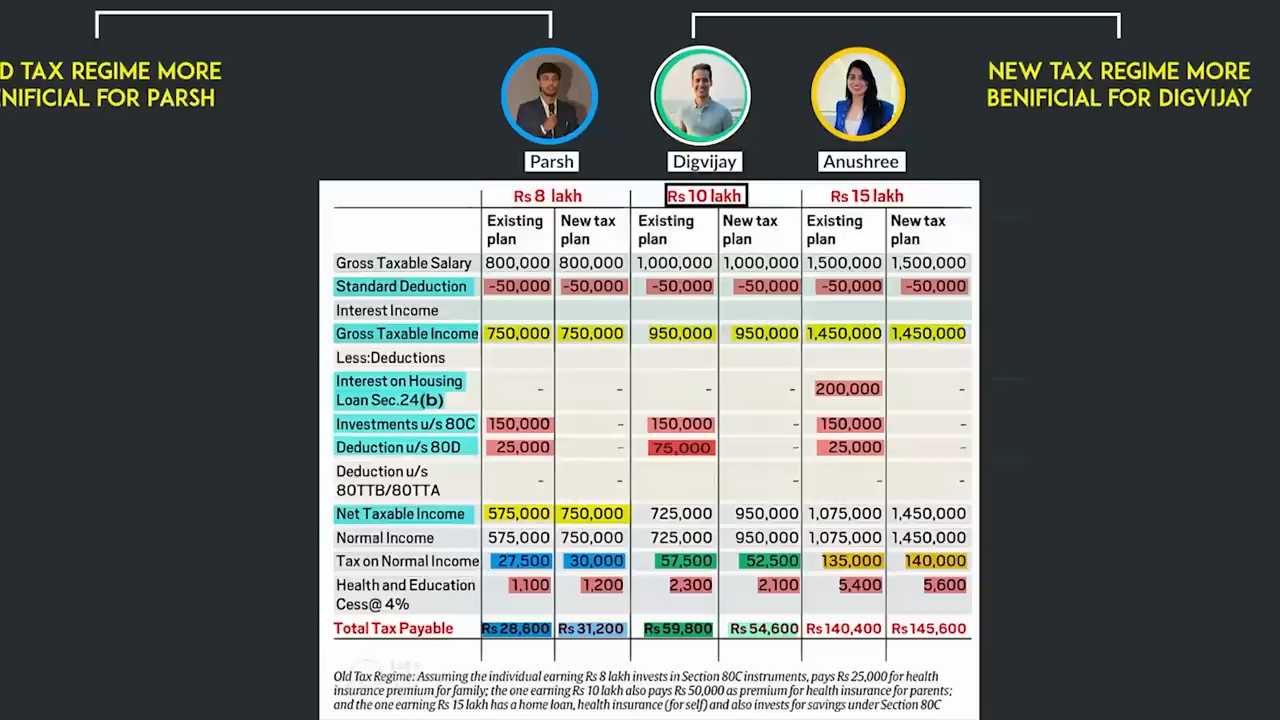 D TAX REGIME MORE
ENIFICIAL FOR PARSH
NEW TAX REGIME MORE
BENIFICIAL FOR DIGVIJAY
Parsh Digvijay Anushree
Rs 8 lakh Rs 10 lakh Rs 15 lakh
Existing plan New tax plan Existing plan New tax plan Existing plan New tax plan
Gross Taxable Salary 800,000 800,000 1,000,000 1,000,000 1,500,000 1,500,000
Standard Deduction -50,000 -50,000 -50,000 -50,000 -50,000 -50,000
Interest Income
Gross Taxable Income 750,000 750,000 950,000 950,000 1,450,000 1,450,000
Less:Deductions
Interest on Housing
Loan Sec.24(b) - - - - 200,000 -
Investments u/s 80C 150,000 - 150,000 - 150,000 -
Deduction u/s 80D 25,000 - 75,000 - 25,000 -
Deduction u/s
80TTB/80TTA - - - - -
Net Taxable Income 575,000 750,000 725,000 950,000 1,075,000 1,450,000
Normal Income 575,000 750,000 725,000 950,000 1,075,000 1,450,000
Tax on Normal Income 27,500 30,000 57,500 52,500 135,000 140,000
Health and Education 1,100 1,200 2,300 2,100 5,400 5,600
Cess@ 4%
Total Tax Payable Rs 28,600 Rs 31,200 Rs 59,800 Rs 54,600 Rs 140,400 Rs 145,600
Old Tax Regime: Assuming the individual earning Rs 8 lakh invests in Section 80C instruments, pays Rs 25,000 for health
insurance premium for family; the one earning Rs 10 lakh also pays Rs 50,000 as premium for health insurance for parents;
and the one earning Rs 15 lakh has a home loan, health insurance (for self) and also invests for savings under Section 80C